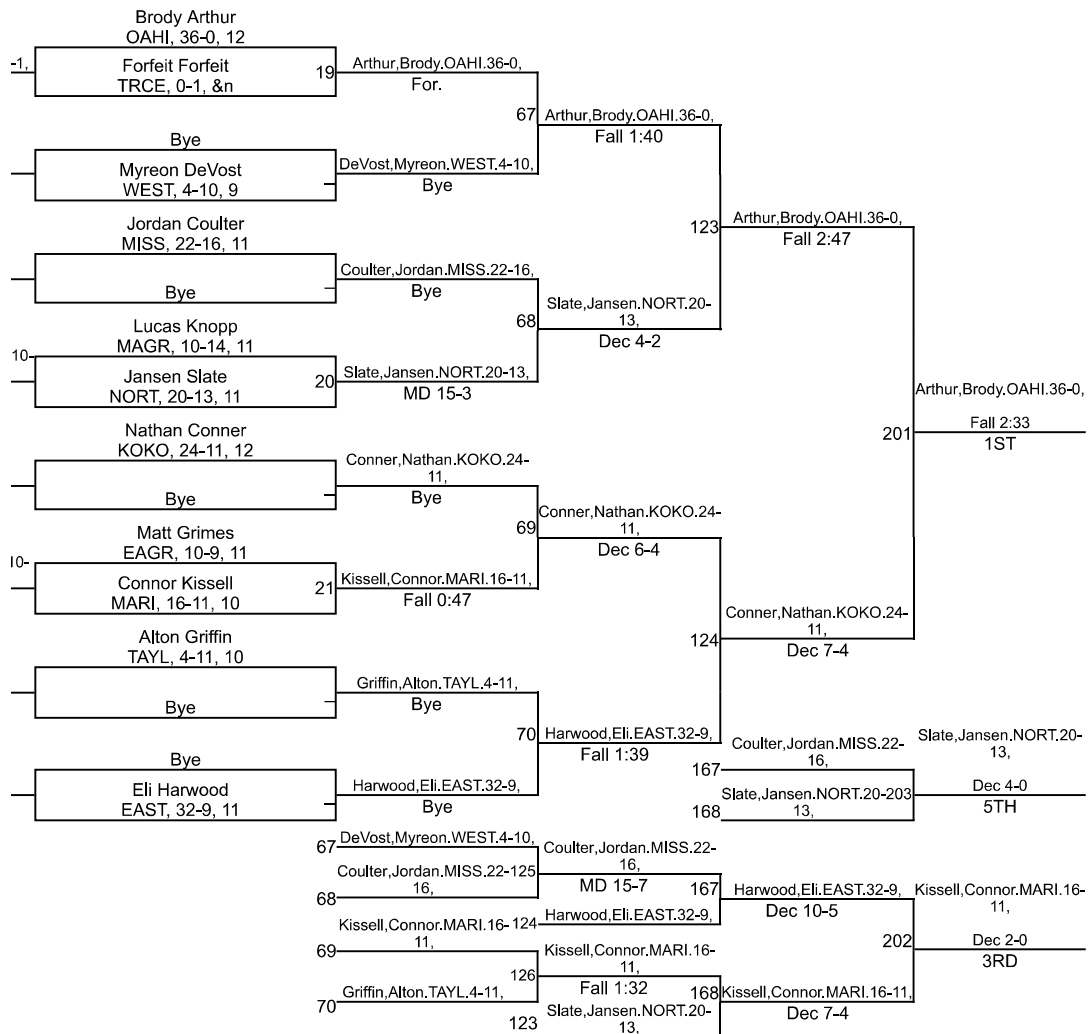 Brody Arthur
OAHI, 36-0, 12
-1,
Forfeit Forfeit
TRCE, 0-1, &n
19
Arthur,Brody.OAHI.36-0,
For.
67
Arthur,Brody.OAHI.36-0,
Fall 1:40
Bye
Myreon DeVost
WEST, 4-10, 9
DeVost,Myreon.WEST.4-10,
Bye
Jordan Coulter
MISS, 22-16, 11
Bye
Coulter,Jordan.MISS.22-16,
Bye
123
Arthur,Brody.OAHI.36-0,
Fall 2:47
68
Slate,Jansen.NORT.20-
13,
Dec 4-2
Lucas Knopp
MAGR, 10-14, 11
10-
Jansen Slate
NORT, 20-13, 11
20
Slate,Jansen.NORT.20-13,
MD 15-3
201
Arthur,Brody.OAHI.36-0,
Fall 2:33
1ST
Nathan Conner
KOKO, 24-11, 12
Bye
Conner,Nathan.KOKO.24-
11,
Bye
69
Conner,Nathan.KOKO.24-
11,
Dec 6-4
Matt Grimes
EAGR, 10-9, 11
10-
Connor Kissell
MARI, 16-11, 10
21
Kissell,Connor.MARI.16-11,
Fall 0:47
124
Conner,Nathan.KOKO.24-
11,
Dec 7-4
Alton Griffin
TAYL, 4-11, 10
Bye
Griffin,Alton.TAYL.4-11,
Bye
70
Harwood,Eli.EAST.32-9,
Fall 1:39
Bye
Eli Harwood
EAST, 32-9, 11
Harwood,Eli.EAST.32-9,
Bye
167
Coulter,Jordan.MISS.22-
16,
168
Slate,Jansen.NORT.20-203
13,
Slate,Jansen.NORT.20-
13,
Dec 4-0
5TH
67
DeVost,Myreon.WEST.4-10,
68
Coulter,Jordan.MISS.22-125
16,
Coulter,Jordan.MISS.22-
16,
MD 15-7
167
124
Harwood,Eli.EAST.32-9,
Harwood,Eli.EAST.32-9,
Dec 10-5
69
Kissell,Connor.MARI.16-
11,
70
Griffin,Alton.TAYL.4-11,
126
Kissell,Connor.MARI.16-
11,
Fall 1:32
168
123
Slate,Jansen.NORT.20-
13,
Kissell,Connor.MARI.16-11,
Dec 7-4
202
Kissell,Connor.MARI.16-
11,
Dec 2-0
3RD